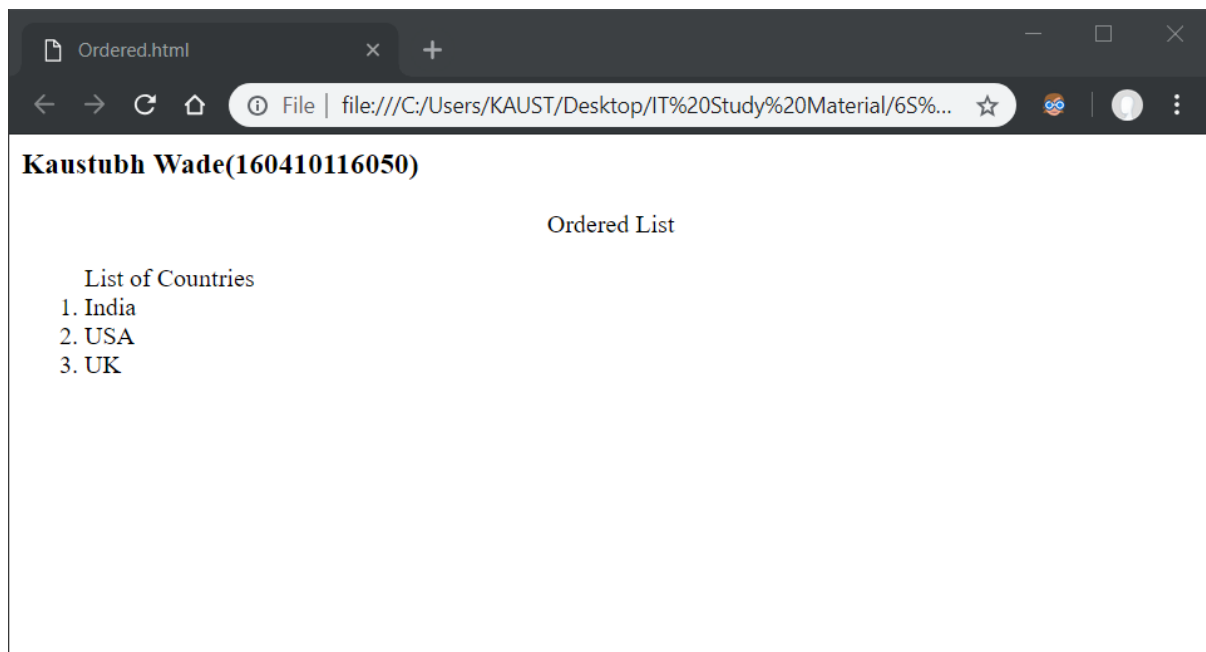 Ordered.html
File | file:///C:/Users/KAUST/Desktop/IT%20Study%20Material/6S%...
Kaustubh Wade(160410116050)
Ordered List
List of Countries
1. India
2. USA
3. UK